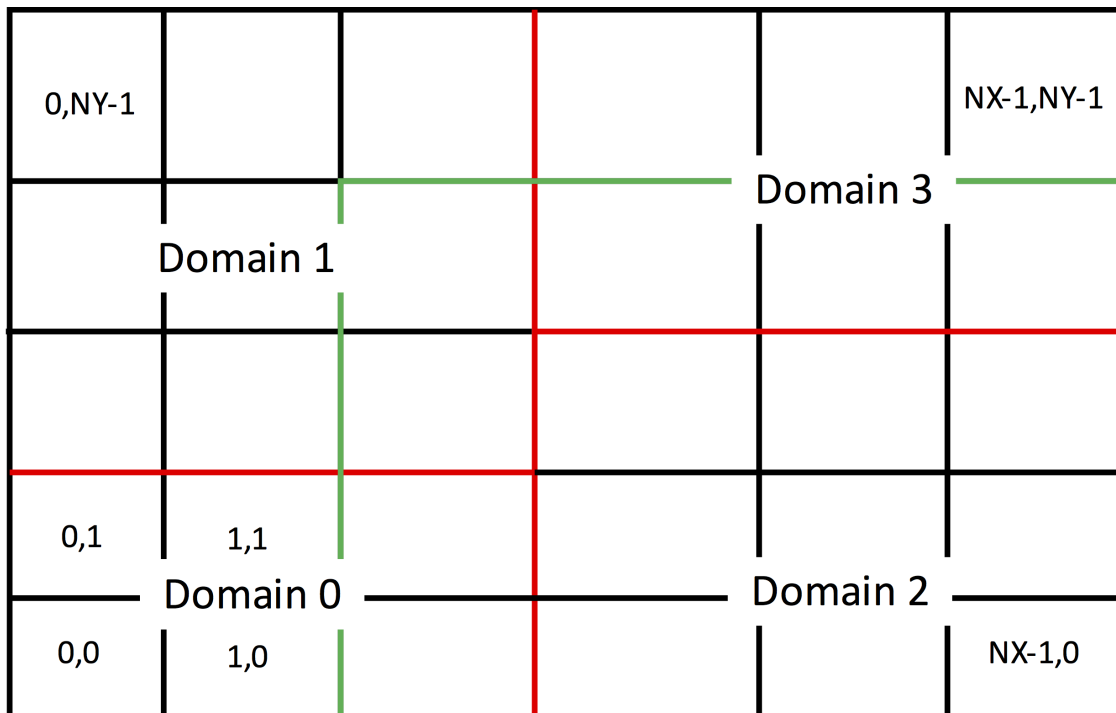 0,NY-1
NX-1,NY-1
Domain 3
Domain 1
0,1
1,1
Domain 0
Domain 2
0,0
1,0
NX-1,0